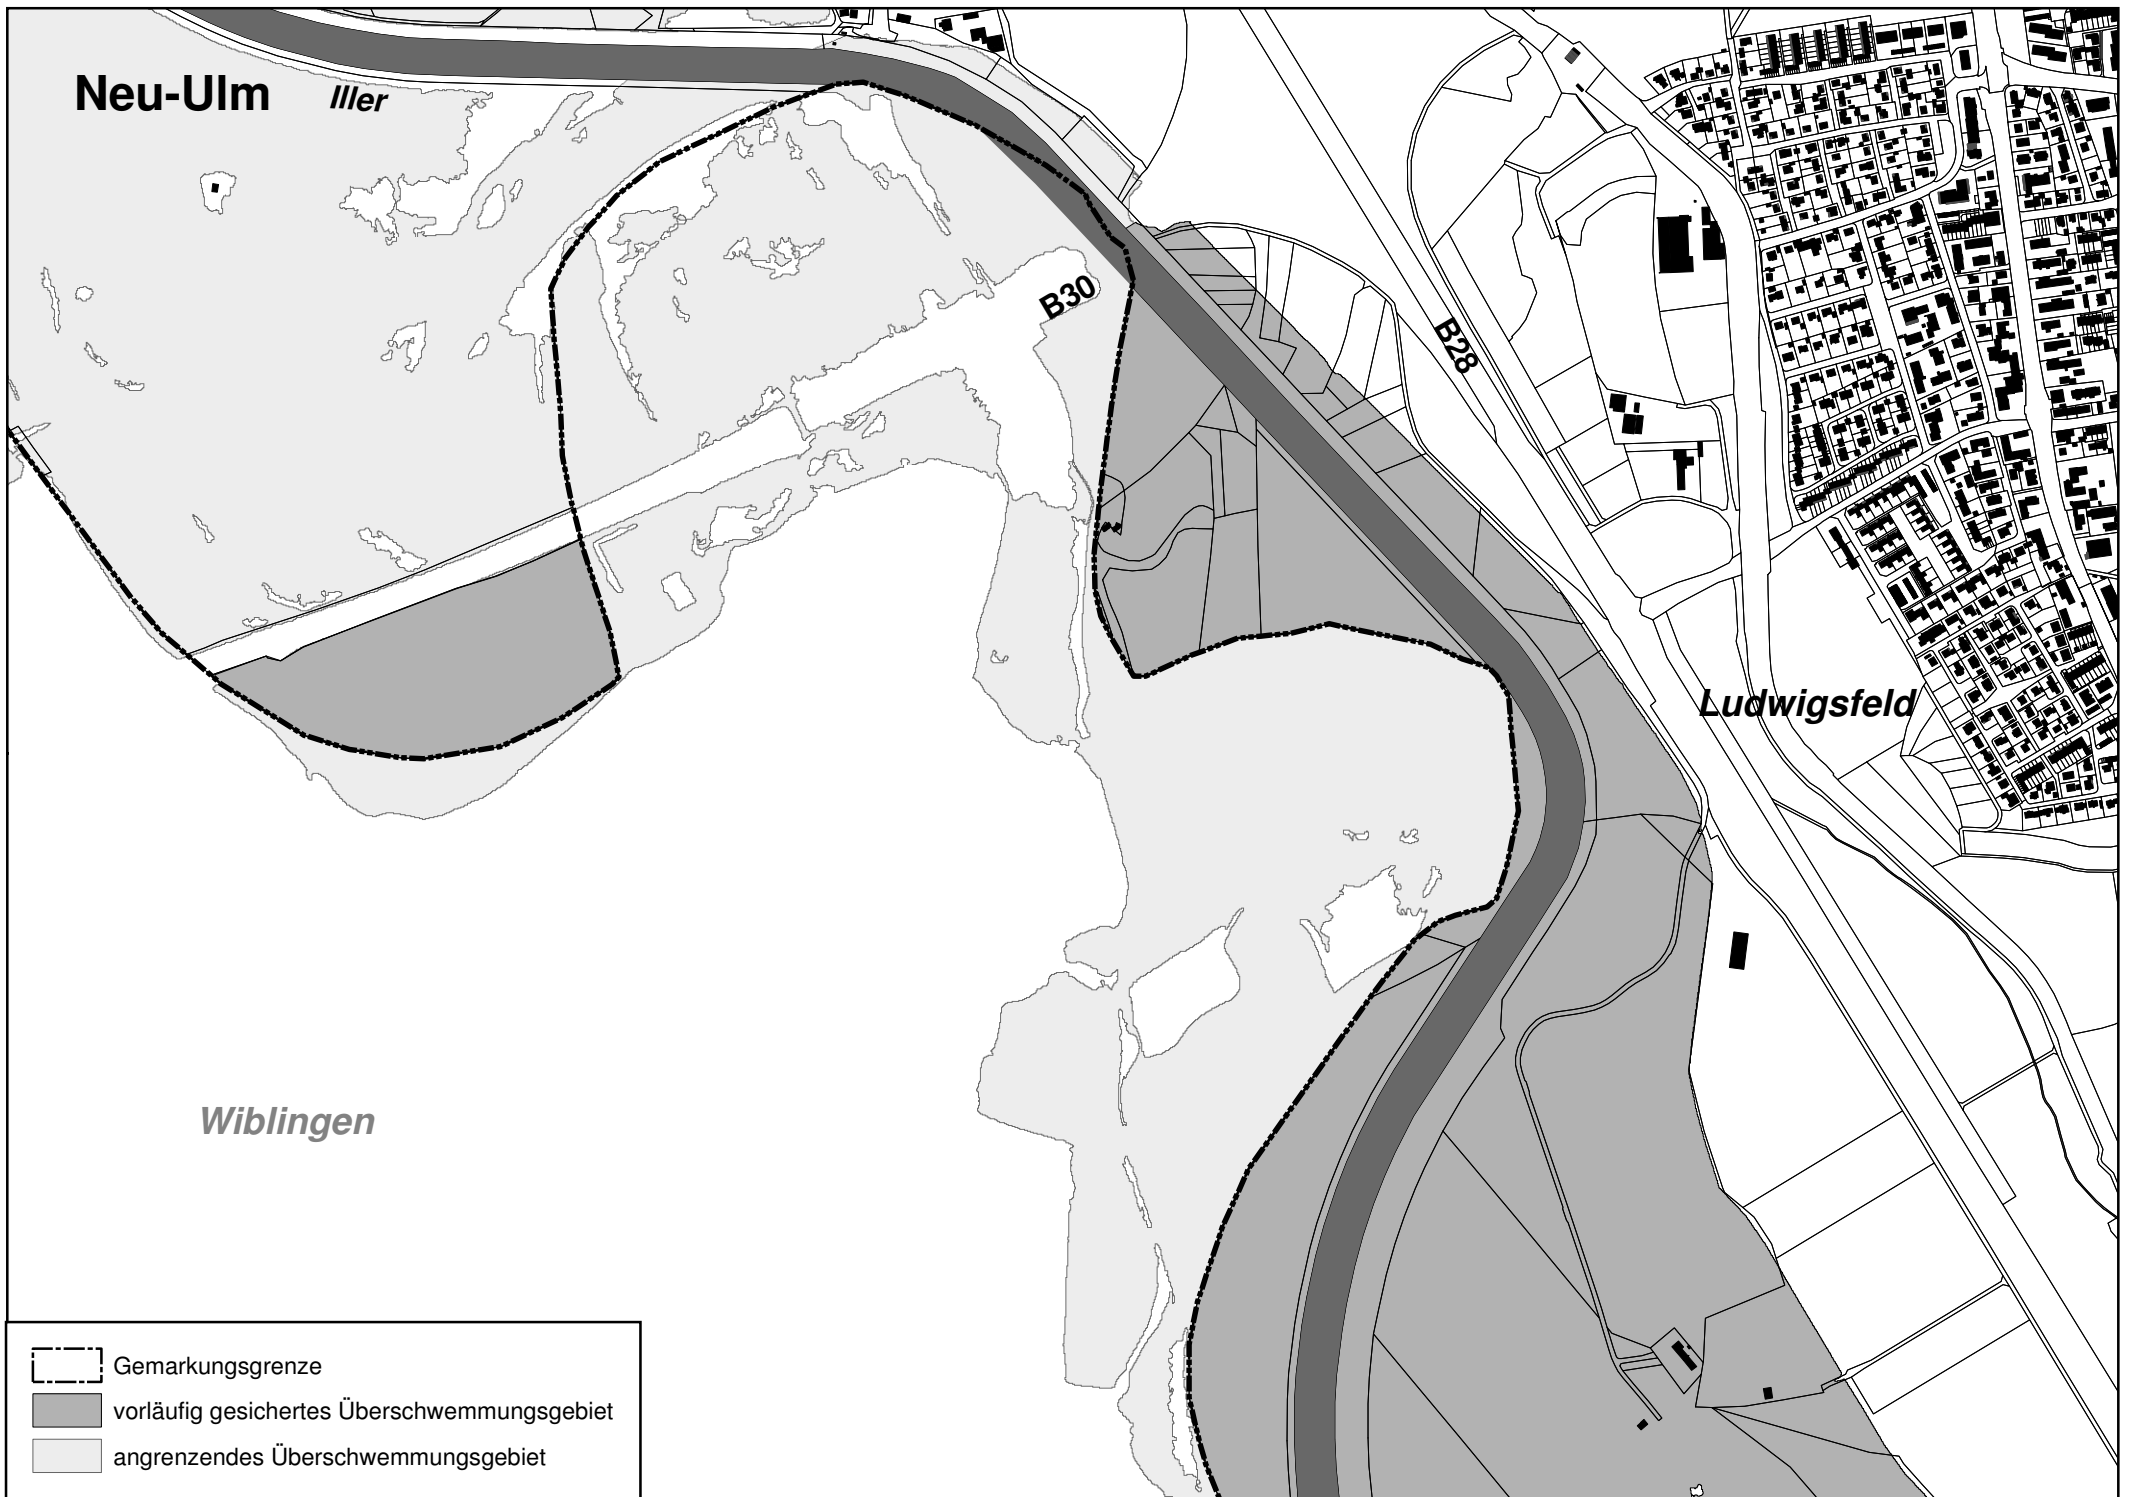 Neu-Ulm
Iller
B30
B28
Ludwigsfeld
Wiblingen
Gemarkungsgrenze
vorläufig gesichertes Überschwemmungsgebiet
angrenzendes Überschwemmungsgebiet